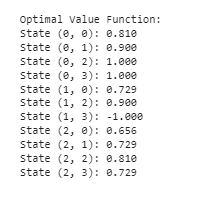 Optimal Value Function:
State (0, 0): 0.810
State (0, 1): 0.900
State (0, 2): 1.000
State (0, 3): 1.000
State (1, 0): 0.729
State (1, 2): 0.900
State (1, 3): -1.000
State (2, 0): 0.656
State (2, 1): 0.729
State (2, 2): 0.810
State (2, 3): 0.729